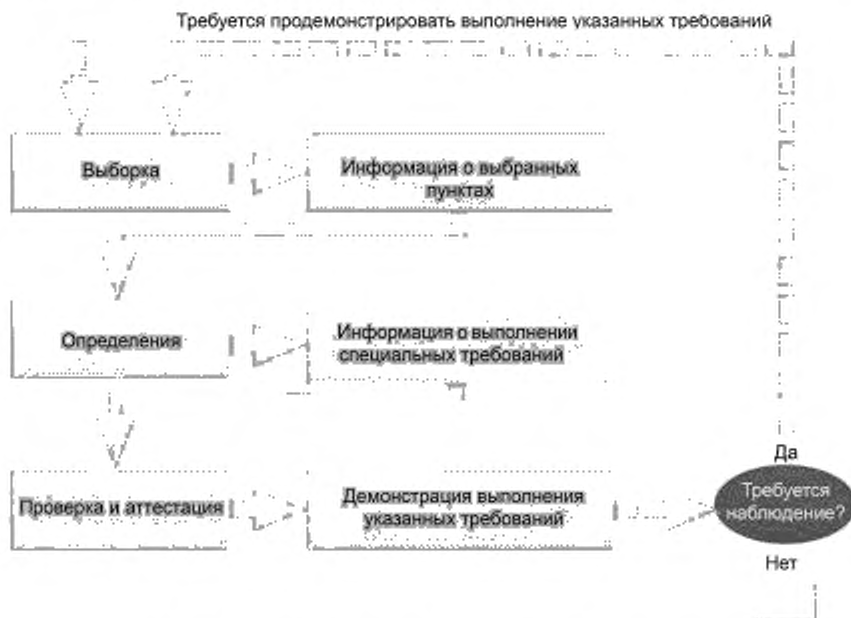 Требуется продемонстрировать выполнение указанных требований
Выборка
Информация о выбранных
пунктах
Определения
Информация о выполнении
специальных требований
Да
Проверка и аттестация
Демонстрация выполнения
указанных требований
Требуется
наблюдение?
Нет